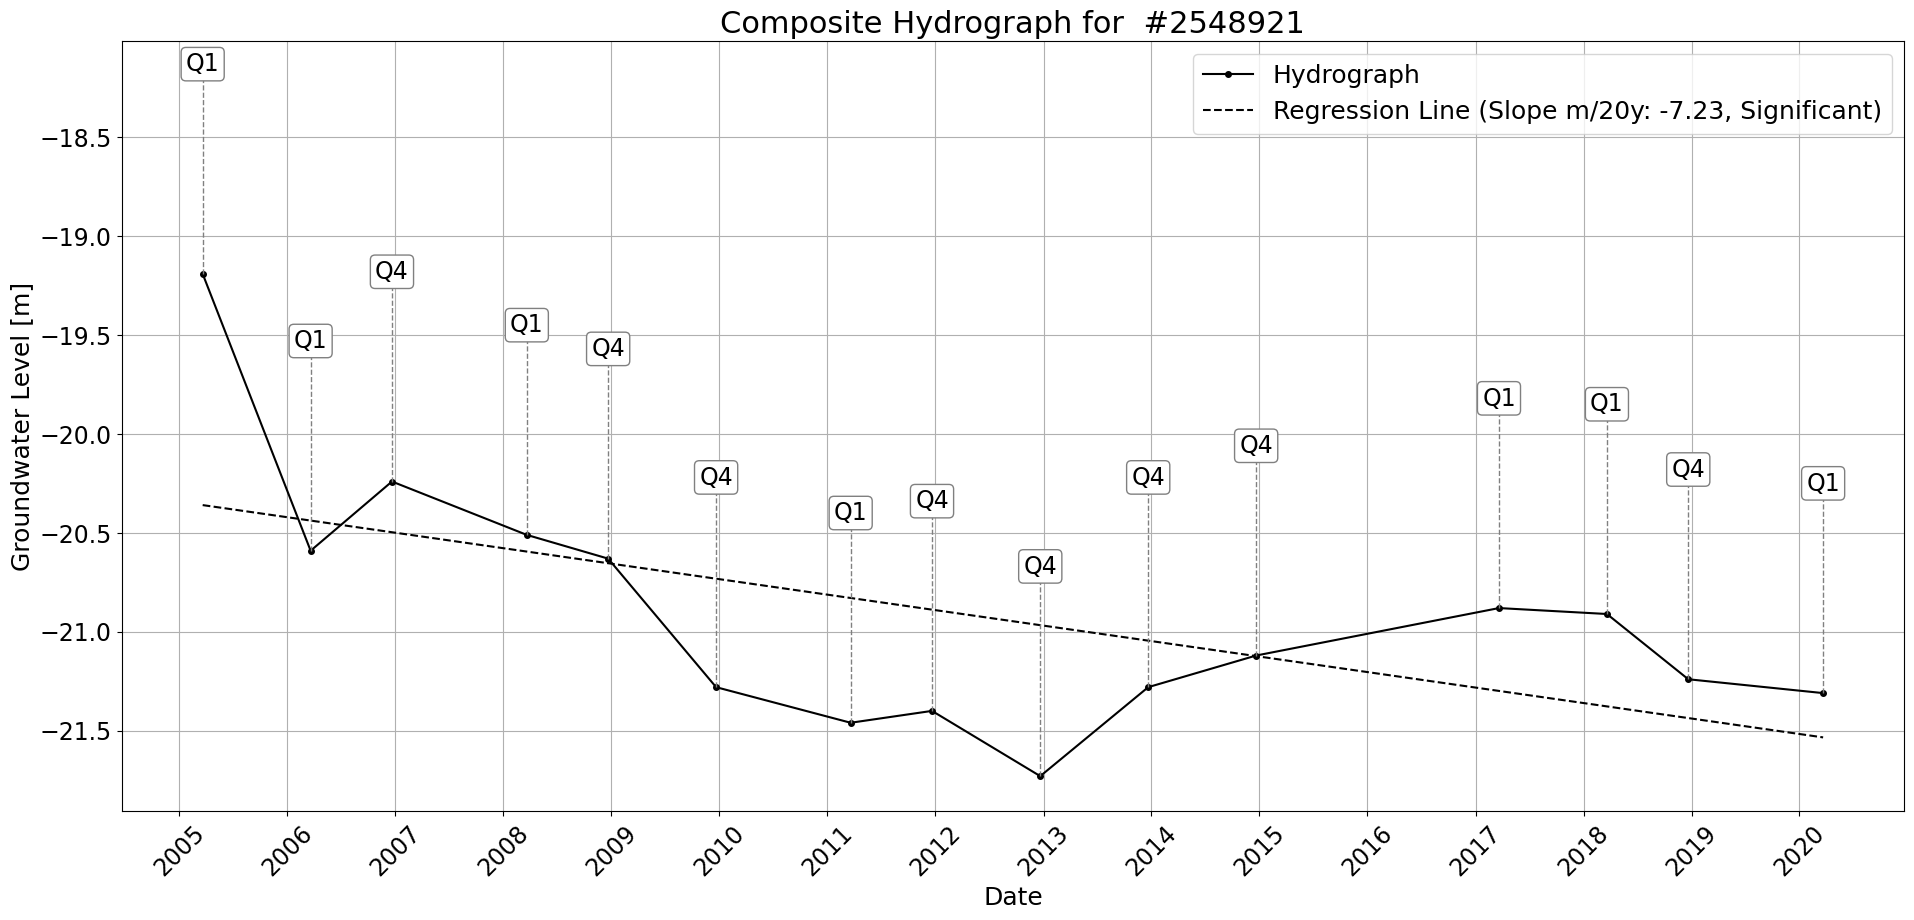 Composite Hydrograph for  #2548921
Hydrograph
Regression Line (Slope m/20y: -7.23, Significant)
Groundwater Level [m]
−18.5
−19.0
−19.5
−20.0
−20.5
−21.0
−21.5
Q1
Q1
Q4
Q1
Q4
Q4
Q1
Q4
Q4
Q4
Q4
Q1
Q1
Q4
Q1
2005
2006
2007
2008
2009
2010
2011
2012
2013
2014
2015
2016
2017
2018
2019
2020
Date